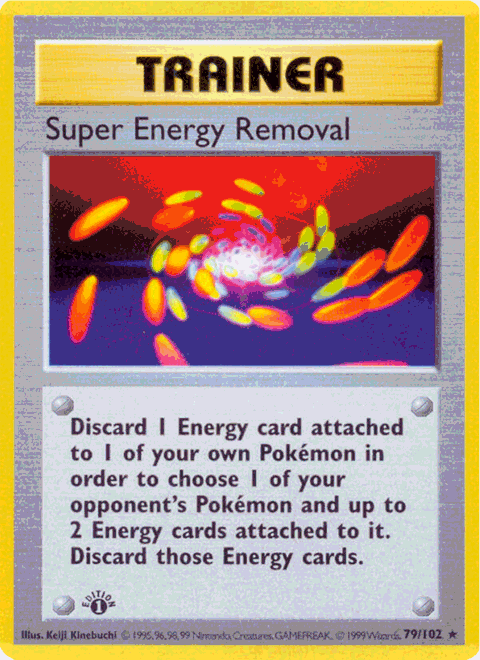 TRAINER
Super Energy Removal
Discard 1 Energy card attached
to 1 of your own Pokémon in
order to choose 1 of your
opponent's Pokémon and up to
2 Energy cards attached to it.
Discard those Energy cards.
EDITION
1
Illus. Keiji Kinebuchi © 1995, 96, 98, 99 Nintendo, Creatures, GAMEFREAK. © 1999 Wizards. 79/102 ★